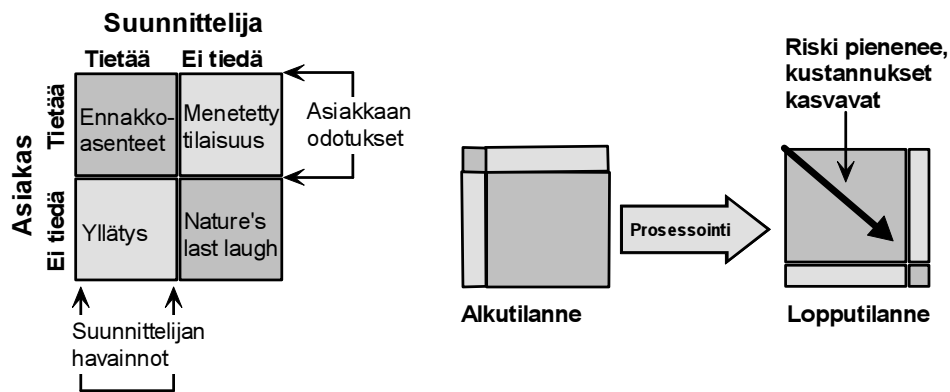 Suunnittelija
Tietää
Ei tiedä
Asiakas
Tietää
Ei tiedä
Ennakko-
asenteet
Menetetty
tilaisuus
Yllätys
Nature's
last laugh
Asiakkaan
odotukset
Suunnittelijan
havainnot
Alkutilanne
Prosessointi
Riski pienenee,
kustannukset
kasvavat
Lopputilanne